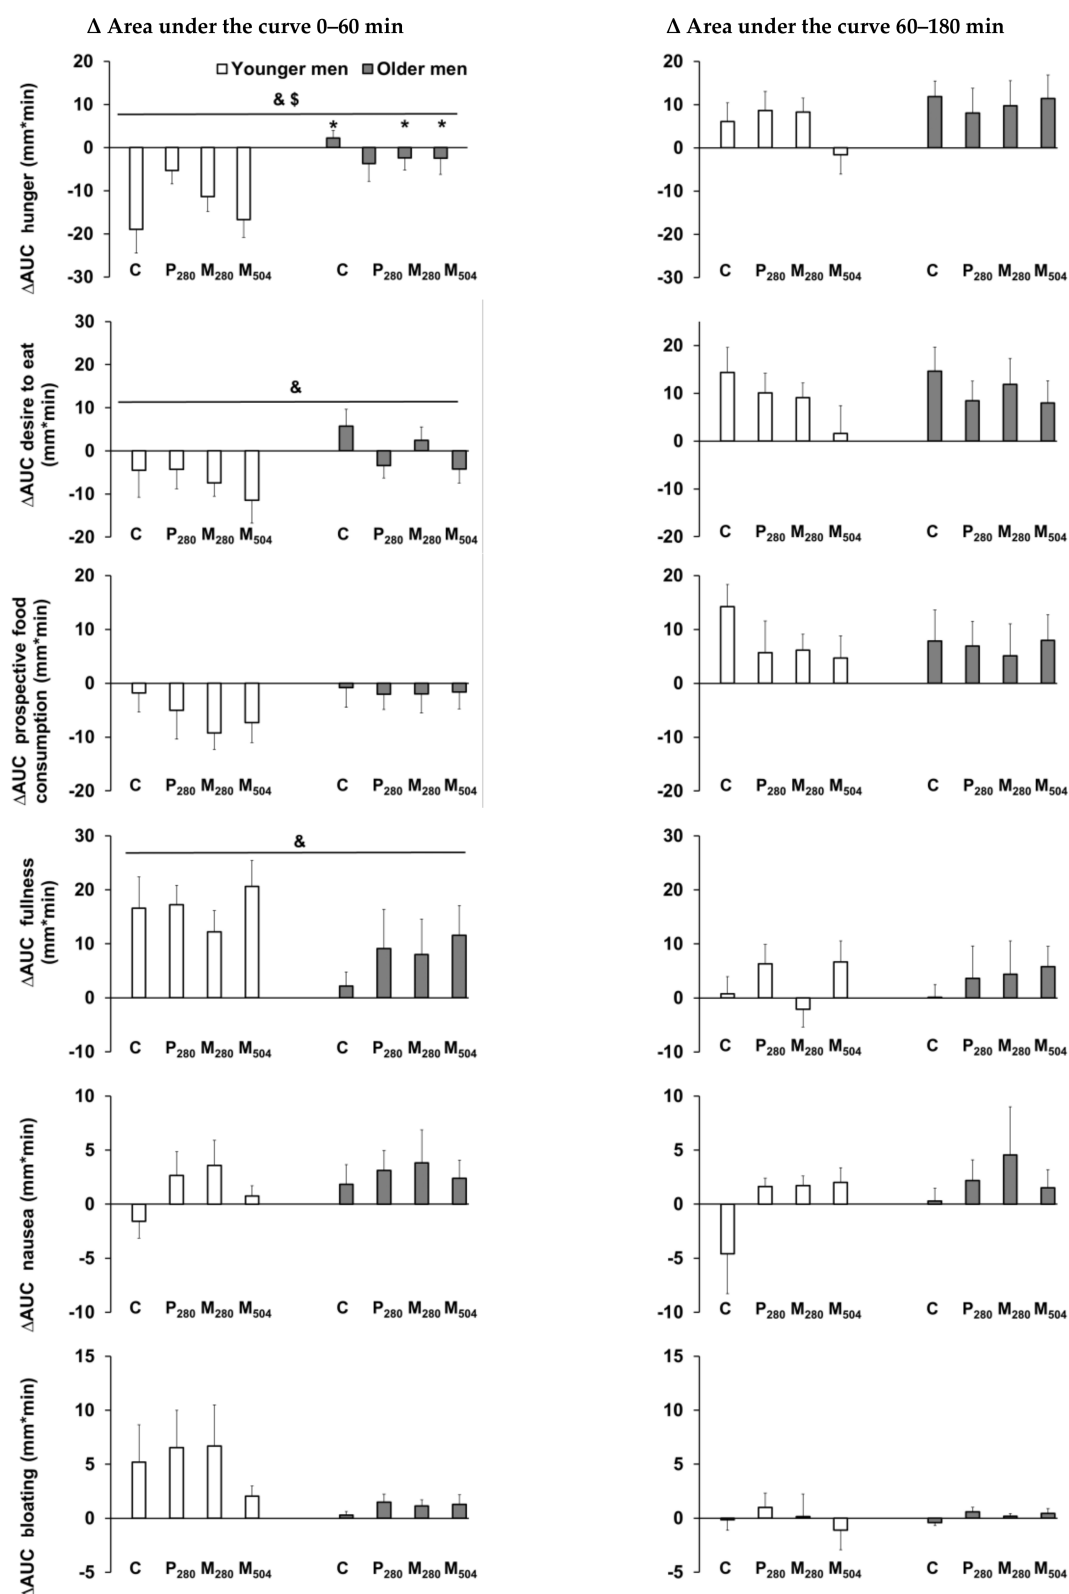 Δ Area under the curve 0–60 min
Δ Area under the curve 60–180 min
ΔAUC hunger (mm*min)
20
10
0
-10
-20
-30
Younger men Older men
& $
* * *
C P280 M280 M504 C P280 M280 M504
20
10
0
-10
-20
-30
C P280 M280 M504 C P280 M280 M504
ΔAUC desire to eat
(mm*min)
30
20
10
0
-10
-20
&
C P280 M280 M504 C P280 M280 M504
20
10
0
-10
-20
C P280 M280 M504 C P280 M280 M504
ΔAUC prospective food
consumption (mm*min)
20
10
0
-10
-20
C P280 M280 M504 C P280 M280 M504
20
10
0
-10
-20
C P280 M280 M504 C P280 M280 M504
ΔAUC fullness
(mm*min)
30
20
10
0
-10
&
C P280 M280 M504 C P280 M280 M504
30
20
10
0
-10
C P280 M280 M504 C P280 M280 M504
ΔAUC nausea (mm*min)
10
5
0
-5
-10
C P280 M280 M504 C P280 M280 M504
10
5
0
-5
-10
C P280 M280 M504 C P280 M280 M504
ΔAUC bloating (mm*min)
15
10
5
0
-5
C P280 M280 M504 C P280 M280 M504
15
10
5
0
-5
C P280 M280 M504 C P280 M280 M504